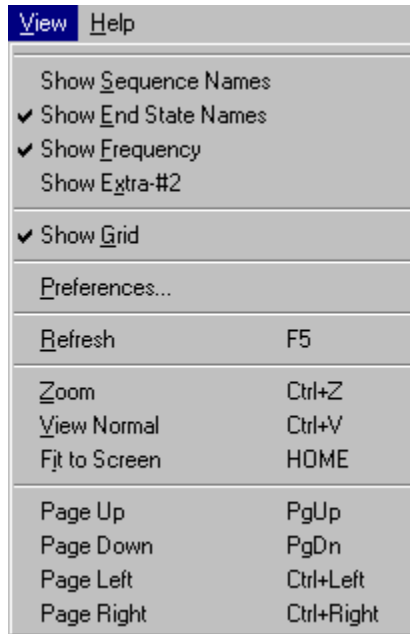 View Help
Show Sequence Names
✔ Show End State Names
✔ Show Frequency
Show Extra-#2
✔ Show Grid
Preferences...
Refresh F5
Zoom Ctrl+Z
View Normal Ctrl+V
Fit to Screen HOME
Page Up PgUp
Page Down PgDn
Page Left Ctrl+Left
Page Right Ctrl+Right